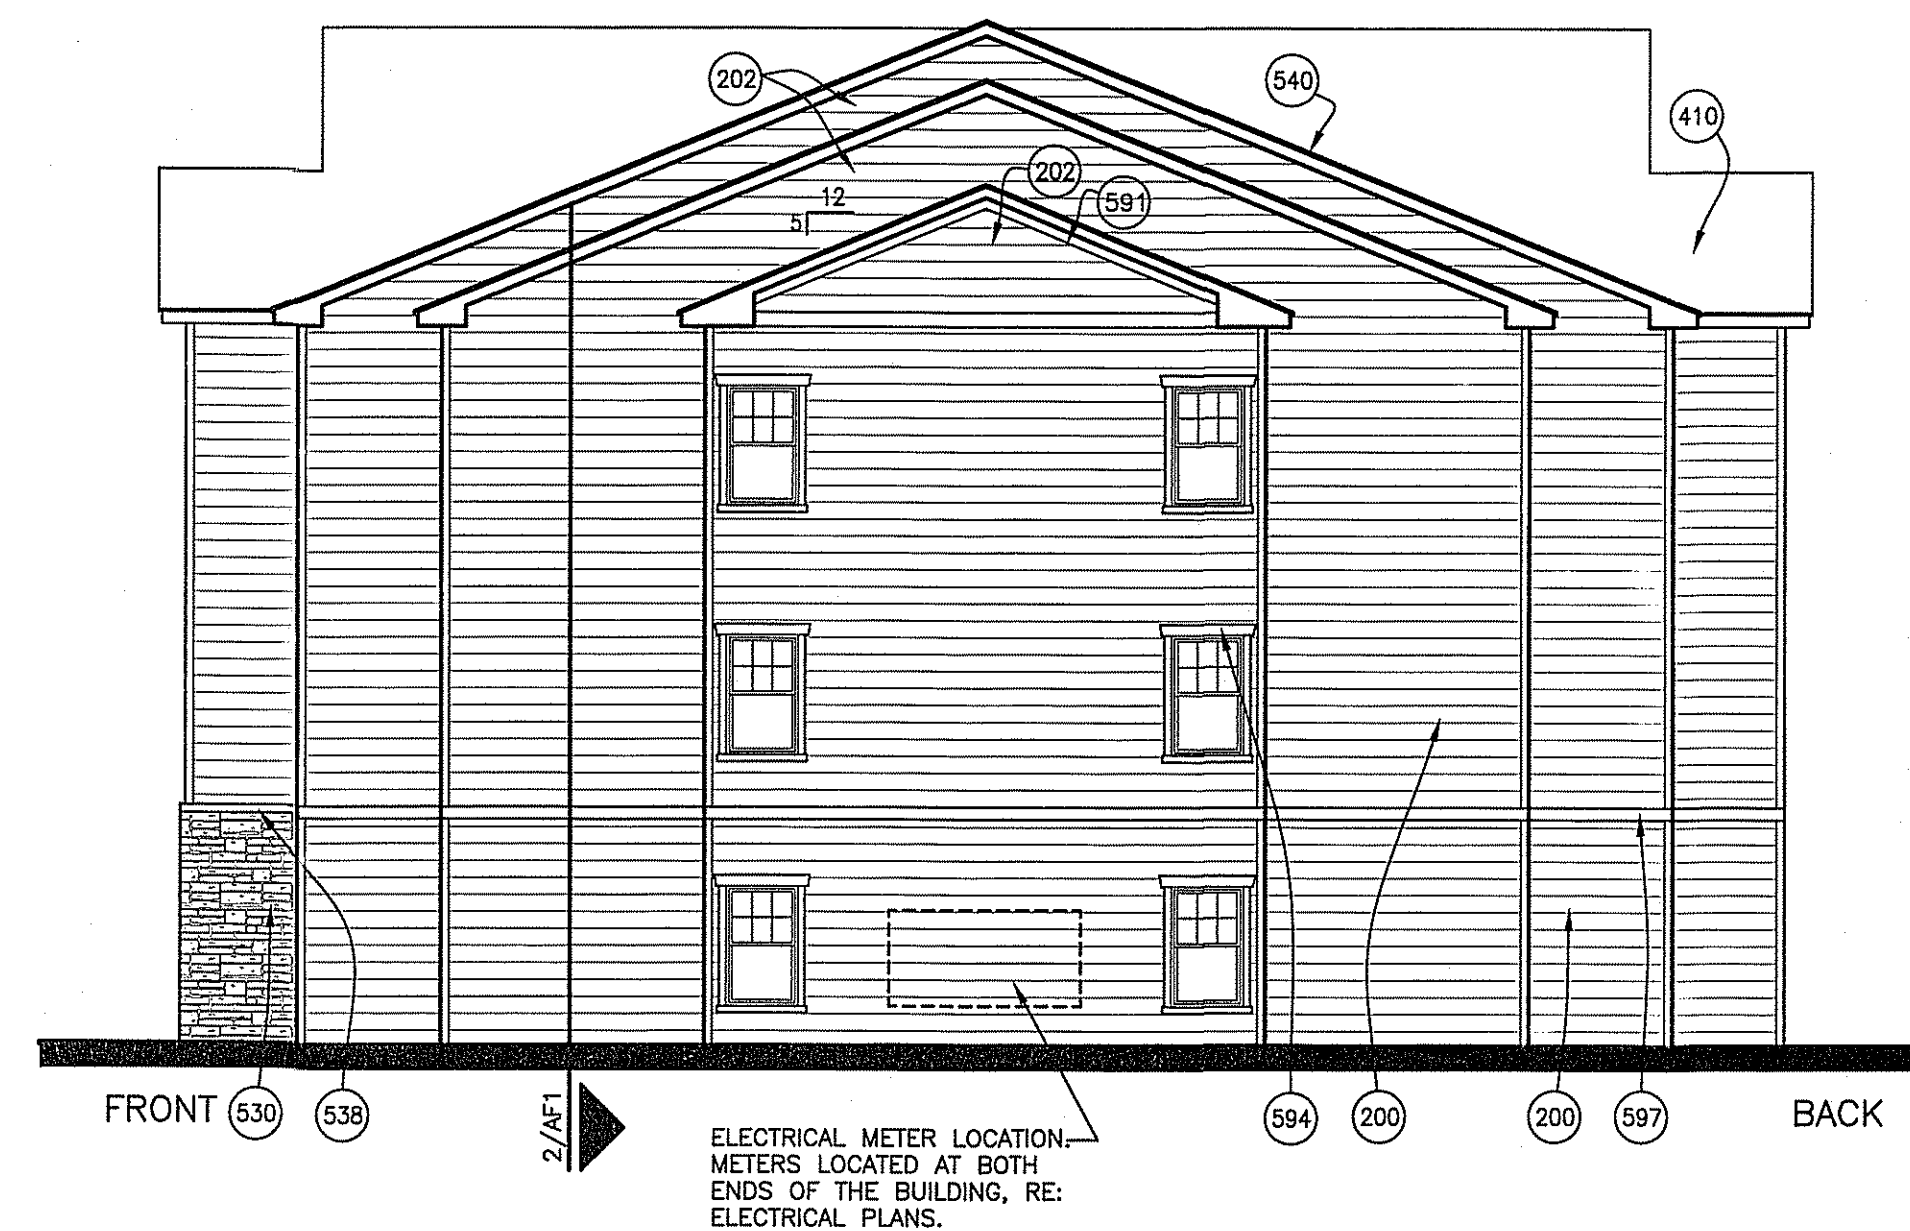 202
540
410
202
591
12
5
FRONT
530
538
2/AF1
594
200
200
597
BACK
ELECTRICAL METER LOCATION.
METERS LOCATED AT BOTH
ENDS OF THE BUILDING, RE:
ELECTRICAL PLANS.